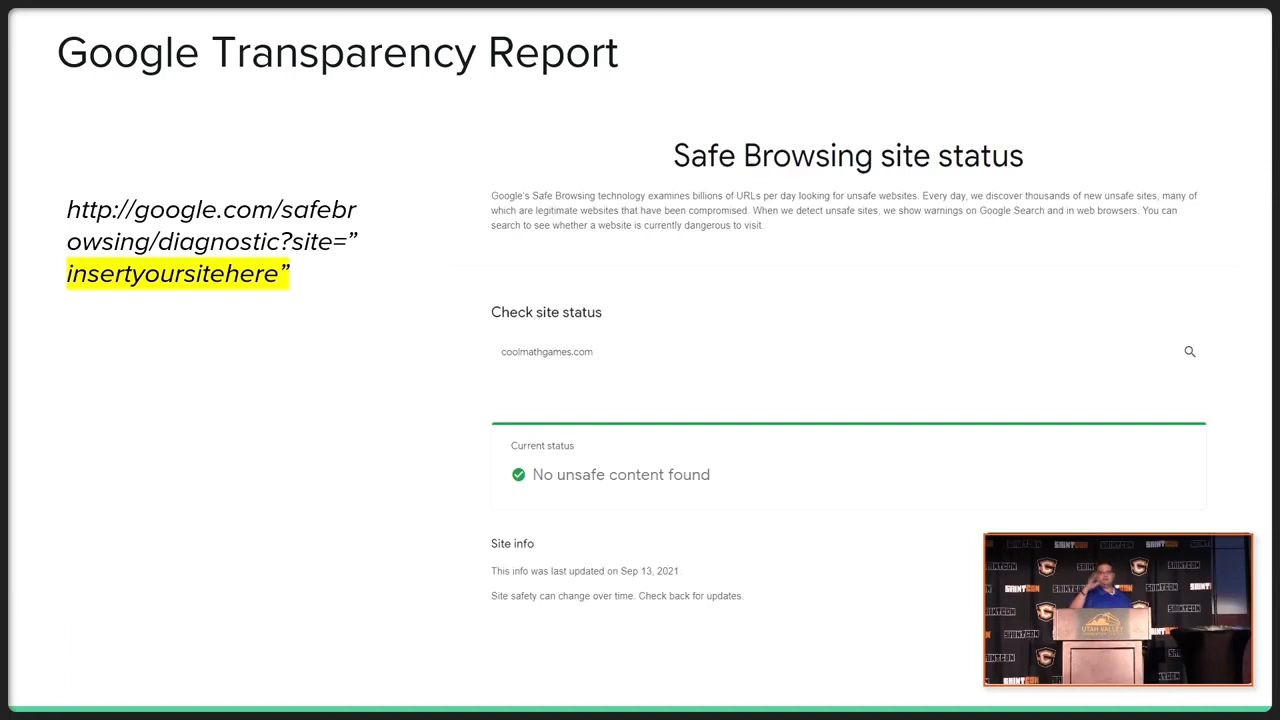 Google Transparency Report
http://google.com/safebr
owsing/diagnostic?site=”
insertyoursitehere”
Safe Browsing site status
Google's Safe Browsing technology examines billions of URLs per day looking for unsafe websites. Every day, we discover thousands of new unsafe sites, many of
which are legitimate websites that have been compromised. When we detect unsafe sites, we show warnings on Google Search and in web browsers. You can
search to see whether a website is currently dangerous to visit.
Check site status
coolmathgames.com
Current status
No unsafe content found
Site info
This info was last updated on Sep 13, 2021.
Site safety can change over time. Check back for updates.
SAINTCON
UTAH VALLEY